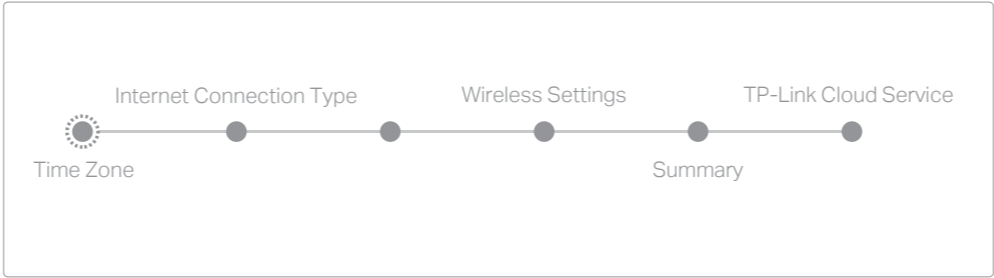 Internet Connection Type
Wireless Settings
TP-Link Cloud Service
Time Zone
Summary